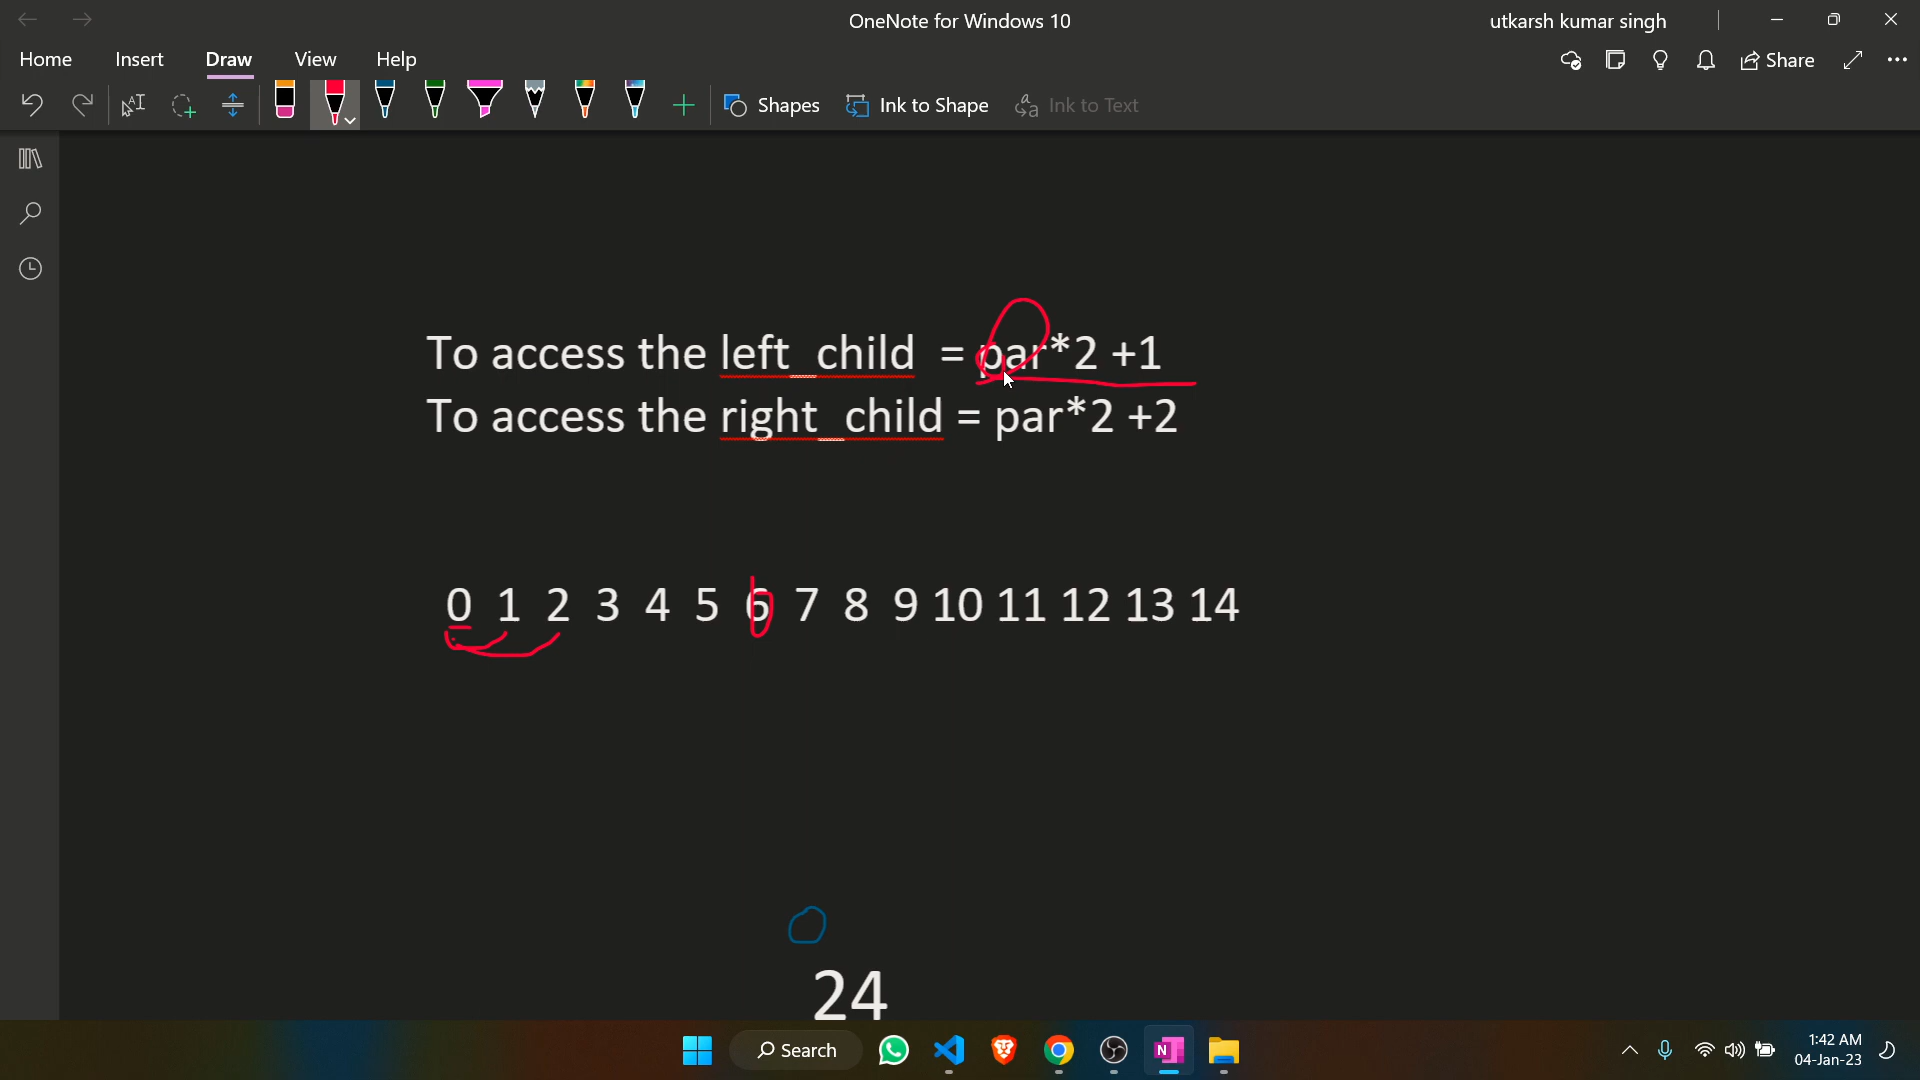 OneNote for Windows 10
utkarsh kumar singh
Home Insert Draw View Help
Share
Shapes Ink to Shape Ink to Text
To access the left_child = par*2 +1
To access the right_child = par*2 +2
0 1 2 3 4 5 6 7 8 9 10 11 12 13 14
24
Search
1:42 AM
04-Jan-23